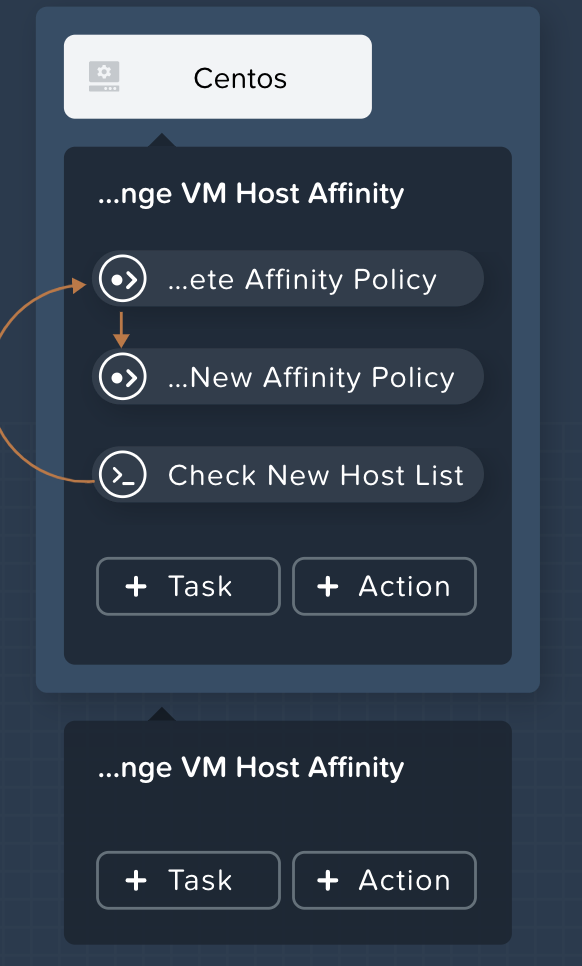 Centos
...nge VM Host Affinity
...ete Affinity Policy
...New Affinity Policy
Check New Host List
+ Task
+ Action
...nge VM Host Affinity
+ Task
+ Action